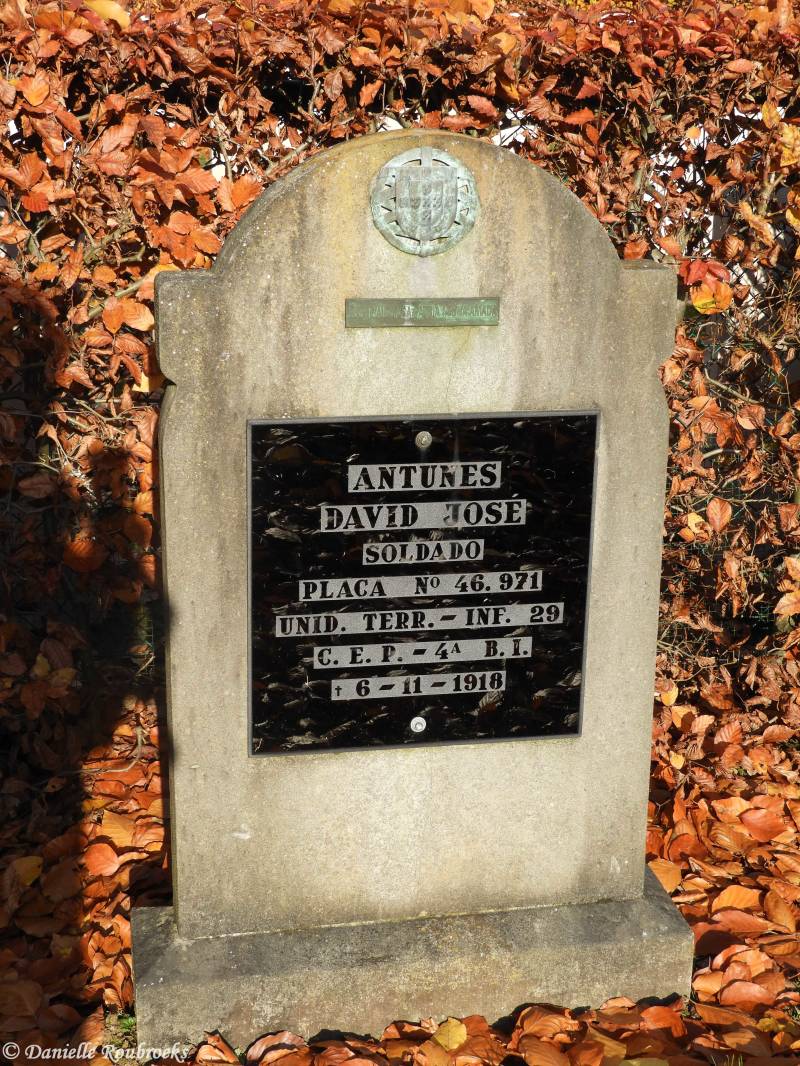 ANTUNES
DAVID JOSÉ
SOLDADO
PLACA Nº 46.971
UNID. TERR. - INF. 29
C. E. P. - 4ª B. I.
† 6 - 11 - 1918
© Danielle Roubroeks